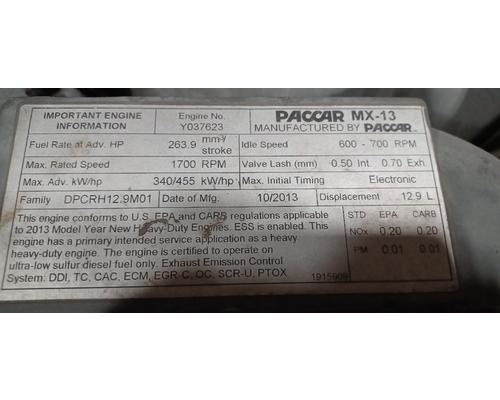 IMPORTANT ENGINE INFORMATION
Engine No. Y037623
PACCAR MX-13
MANUFACTURED BY PACCAR
Fuel Rate at Adv. HP 263.9 mm³/stroke
Idle Speed 600 - 700 RPM
Max. Rated Speed 1700 RPM
Valve Lash (mm) 0.50 Int. 0.70 Exh.
Max. Adv. kW/hp 340/455 kW/hp
Max. Initial Timing Electronic
Family DPCRH12.9M01
Date of Mfg. 10/2013
Displacement 12.9 L
This engine conforms to U.S. EPA and CARB regulations applicable
to 2013 Model Year New Heavy-Duty Engines. ESS is enabled. This
engine has a primary intended service application as a heavy
heavy-duty engine. The engine is certified to operate on
ultra-low sulfur diesel fuel only. Exhaust Emission Control
System: DDI, TC, CAC, ECM, EGR-C, OC, SCR-U, PTOX
STD EPA CARB
NOx 0.20 0.20
PM 0.01 0.01